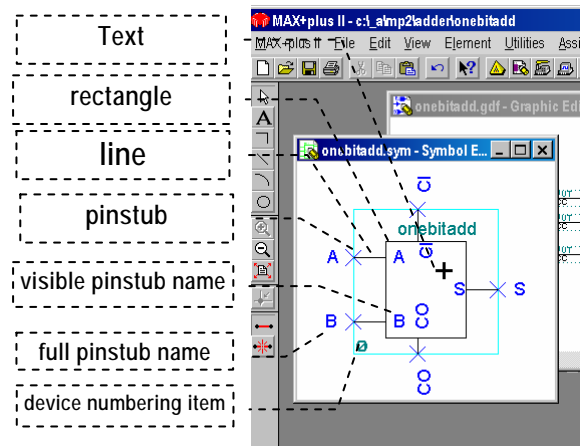 Text
rectangle
line
pinstub
visible pinstub name
full pinstub name
device numbering item
MAX+plus II - c:\_a\mp2\adder\onebitadd
MAX+plus II File Edit View Element Utilities Assi
onebitadd.gdf - Graphic Edi
onebitadd.sym - Symbol E...
A
CI
onebitadd
A A CI
S S
B B CO
Ø
CO